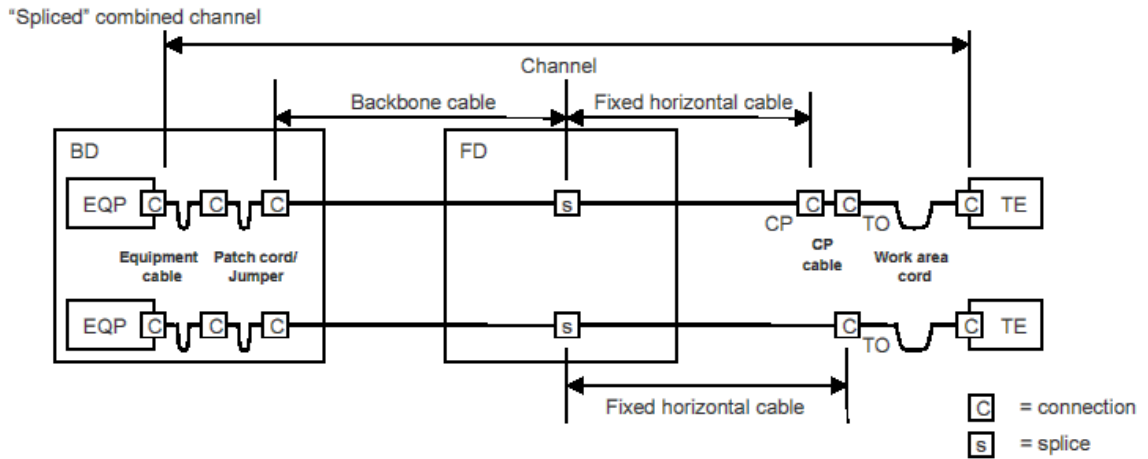 “Spliced” combined channel
Channel
Backbone cable
Fixed horizontal cable
BD
FD
EQP
C
C
C
s
C
C
C
TE
CP
TO
Equipment
cable
Patch cord/
Jumper
CP
cable
Work area
cord
EQP
C
C
C
s
C
C
TE
TO
Fixed horizontal cable
C = connection
s = splice